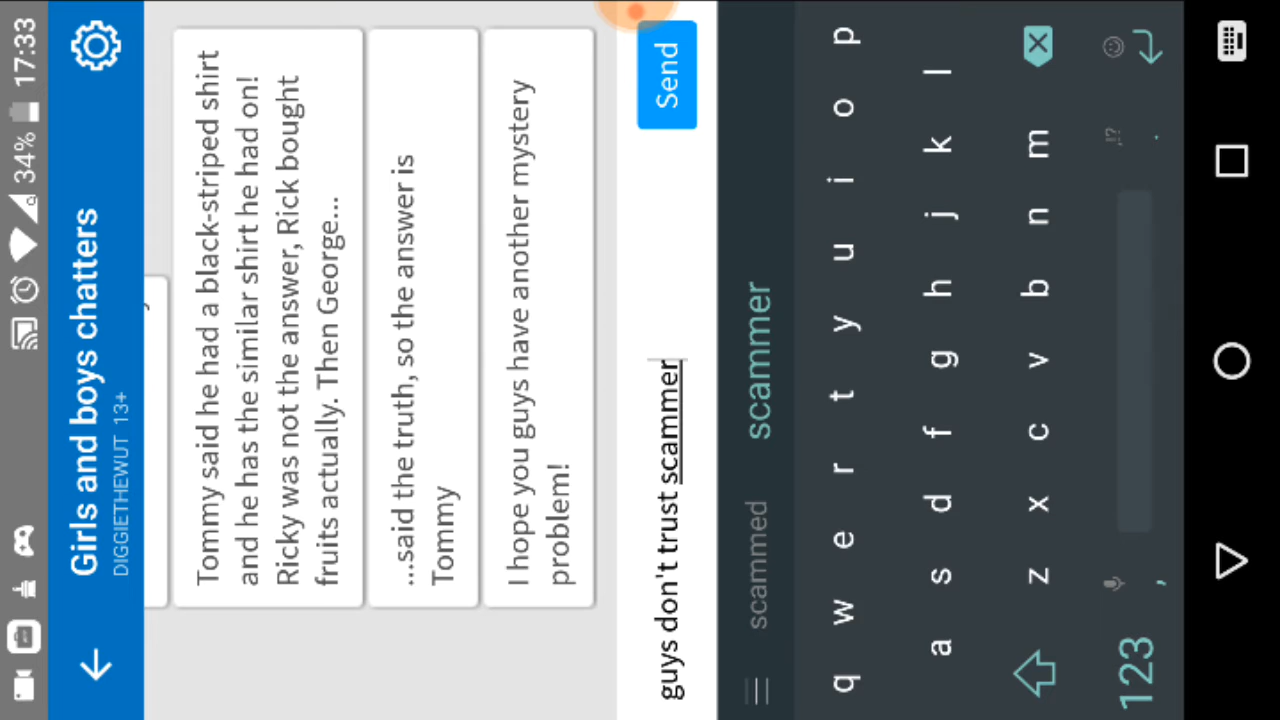 34% 17:33
Girls and boys chatters
DIGGIETHEWUT 13+
Tommy said he had a black-striped shirt
and he has the similar shirt he had on!
Ricky was not the answer, Rick bought
fruits actually. Then George...
...said the truth, so the answer is
Tommy
I hope you guys have another mystery
problem!
guys don't trust scammer
Send
scammed scammer
q w e r t y u i o p
a s d f g h j k l
z x c v b n m
123 , .
,!?